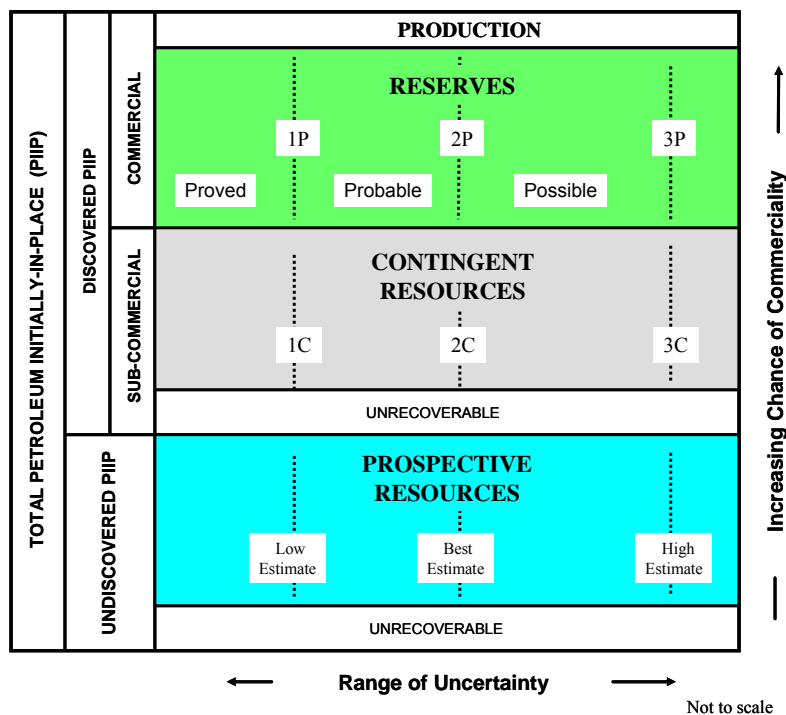 TOTAL PETROLEUM INITIALLY-IN-PLACE (PIIP)
DISCOVERED PIIP
UNDISCOVERED PIIP
COMMERCIAL
SUB-COMMERCIAL
PRODUCTION
RESERVES
1P
2P
3P
Proved
Probable
Possible
CONTINGENT
RESOURCES
1C
2C
3C
UNRECOVERABLE
PROSPECTIVE
RESOURCES
Low
Estimate
Best
Estimate
High
Estimate
UNRECOVERABLE
Increasing Chance of Commerciality
Range of Uncertainty
Not to scale